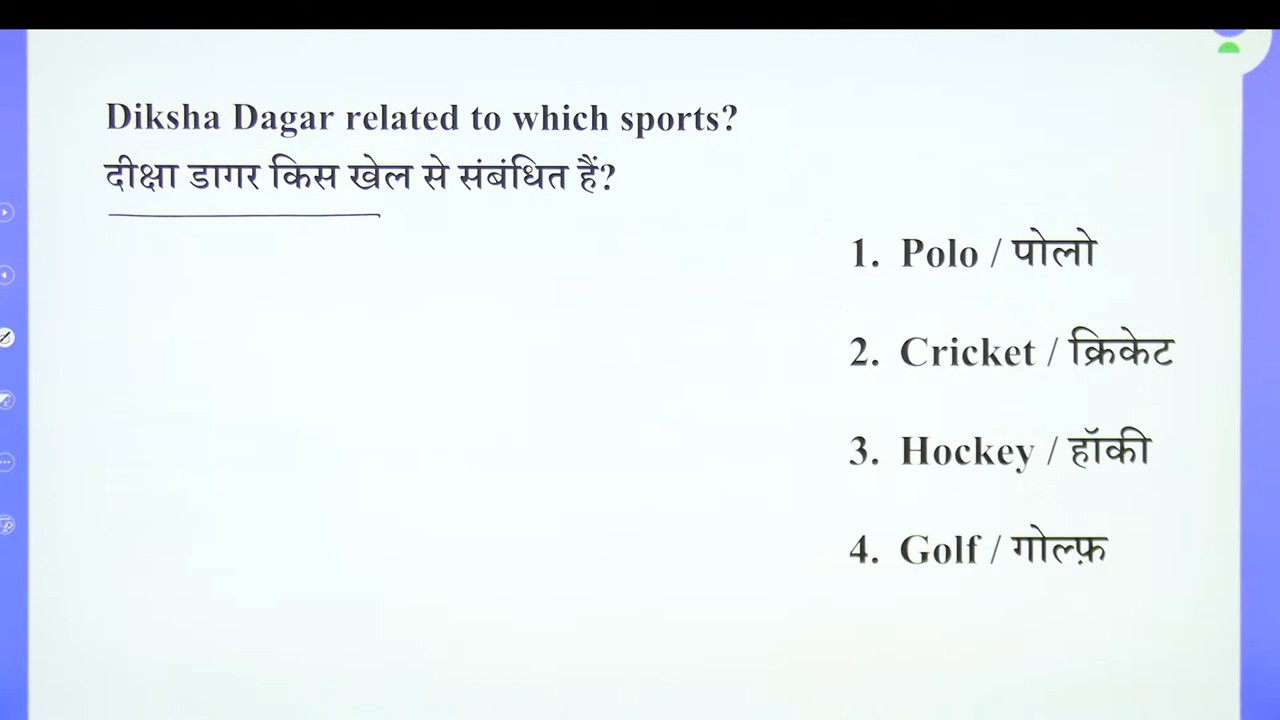 Diksha Dagar related to which sports?
दीक्षा डागर किस खेल से संबंधित हैं?
1. Polo / पोलो
2. Cricket / क्रिकेट
3. Hockey / हॉकी
4. Golf / गोल्फ़